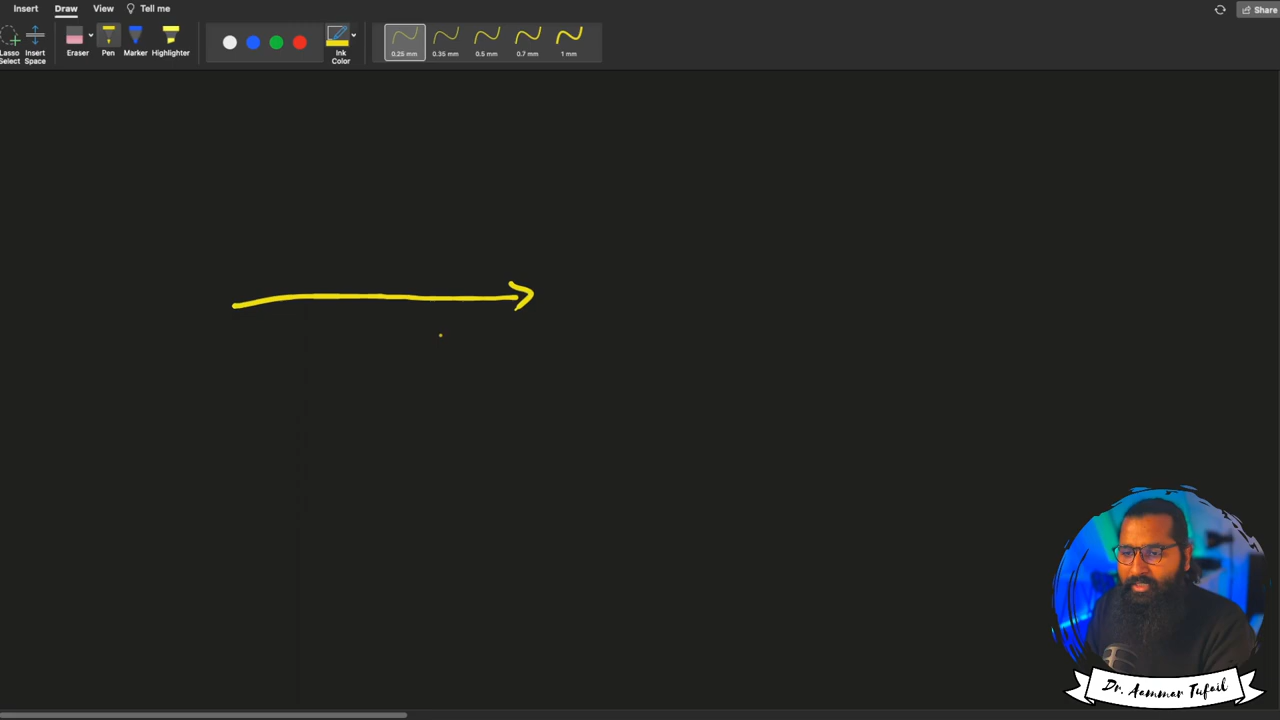 Insert Draw View Tell me
Share
Lasso Select
Insert Space
Eraser
Pen
Marker
Highlighter
Ink Color
0.25 mm
0.35 mm
0.5 mm
0.7 mm
1 mm
Dr. Aammar Tufail